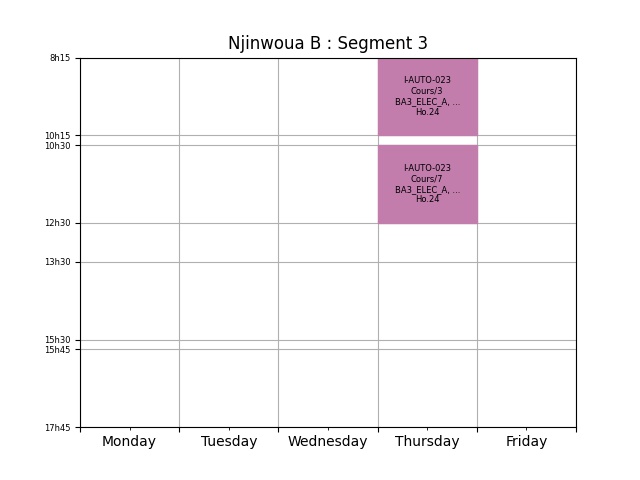 Njinwoua B : Segment 3
8h15
I-AUTO-023
Cours/3
BA3_ELEC_A, ...
Ho.24
10h15
10h30
I-AUTO-023
Cours/7
BA3_ELEC_A, ...
Ho.24
12h30
13h30
15h30
15h45
17h45
Monday Tuesday Wednesday Thursday Friday